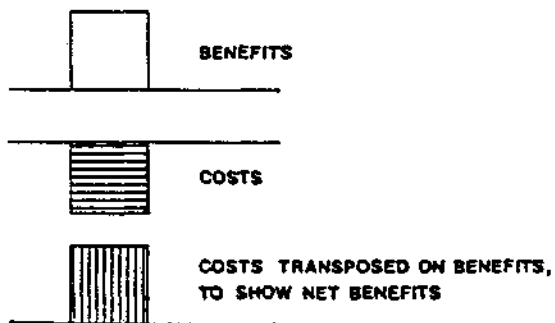 BENEFITS
COSTS
COSTS TRANSPOSED ON BENEFITS,
TO SHOW NET BENEFITS